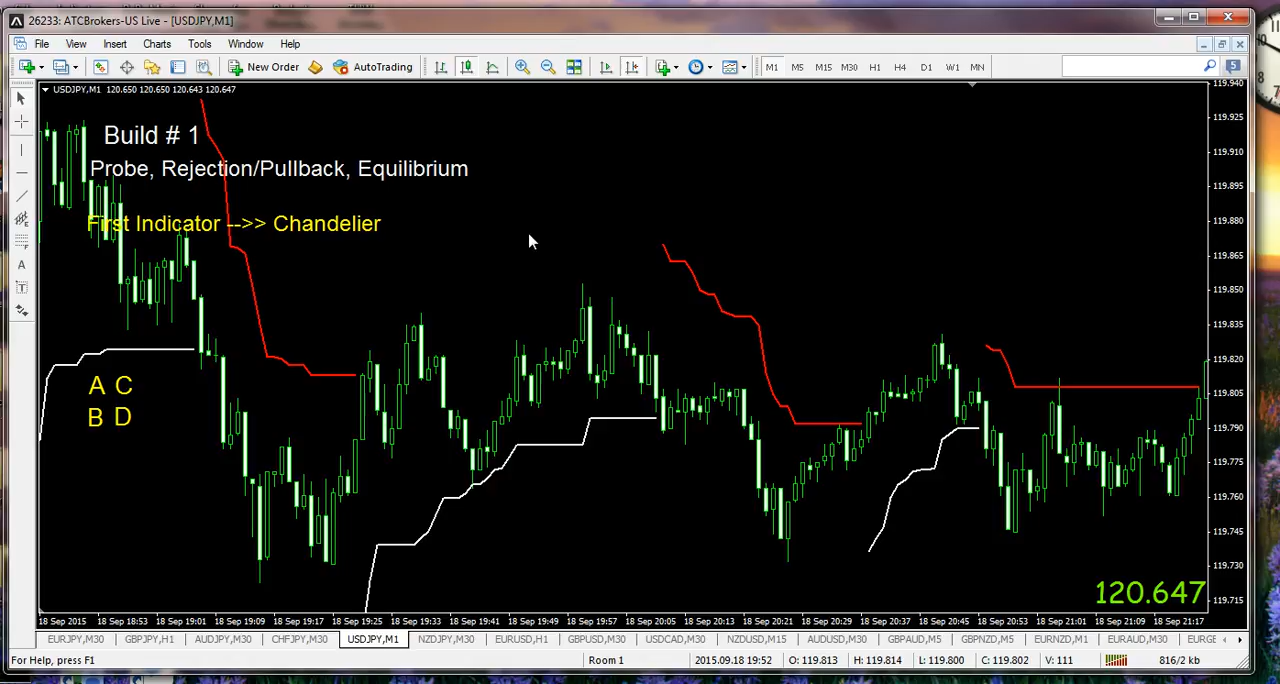 26233: ATCBrokers-US Live - [USDJPY,M1]
File View Insert Charts Tools Window Help
New Order AutoTrading M1 M5 M15 M30 H1 H4 D1 W1 MN 5
USDJPY,M1 120.650 120.650 120.643 120.647
119.940
119.925
Build # 1
119.910
Probe, Rejection/Pullback, Equilibrium
119.895
First Indicator -->> Chandelier
119.880
119.865
119.850
119.835
119.820
A C
119.805
B D
119.790
119.775
119.760
119.745
119.730
120.647
119.715
18 Sep 2015 18 Sep 18:53 18 Sep 19:01 18 Sep 19:09 18 Sep 19:17 18 Sep 19:25 18 Sep 19:33 18 Sep 19:41 18 Sep 19:49 18 Sep 19:57 18 Sep 20:05 18 Sep 20:13 18 Sep 20:21 18 Sep 20:29 18 Sep 20:37 18 Sep 20:45 18 Sep 20:53 18 Sep 21:01 18 Sep 21:09 18 Sep 21:17
EURJPY,M30 GBPJPY,H1 AUDJPY,M30 CHFJPY,M30 USDJPY,M1 NZDJPY,M30 EURUSD,H1 GBPUSD,M30 USDCAD,M30 NZDUSD,M15 AUDUSD,M30 GBPAUD,M5 GBPNZD,M5 EURNZD,M1 EURAUD,M30 EURGE
For Help, press F1 Room 1 2015.09.18 19:52 O: 119.813 H: 119.814 L: 119.800 C: 119.802 V: 111 816/2 kb